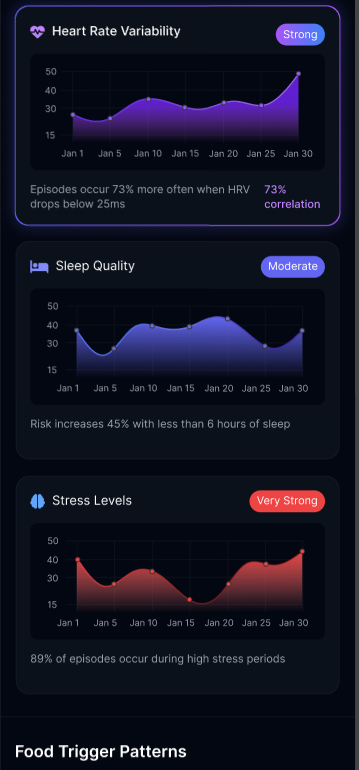 Heart Rate Variability
Strong
50
40
30
15
Jan 1 Jan 5 Jan 10 Jan 15 Jan 20 Jan 25 Jan 30
Episodes occur 73% more often when HRV
drops below 25ms
73%
correlation
Sleep Quality
Moderate
50
40
30
15
Jan 1 Jan 5 Jan 10 Jan 15 Jan 20 Jan 25 Jan 30
Risk increases 45% with less than 6 hours of sleep
Stress Levels
Very Strong
50
40
30
15
Jan 1 Jan 5 Jan 10 Jan 15 Jan 20 Jan 25 Jan 30
89% of episodes occur during high stress periods
Food Trigger Patterns